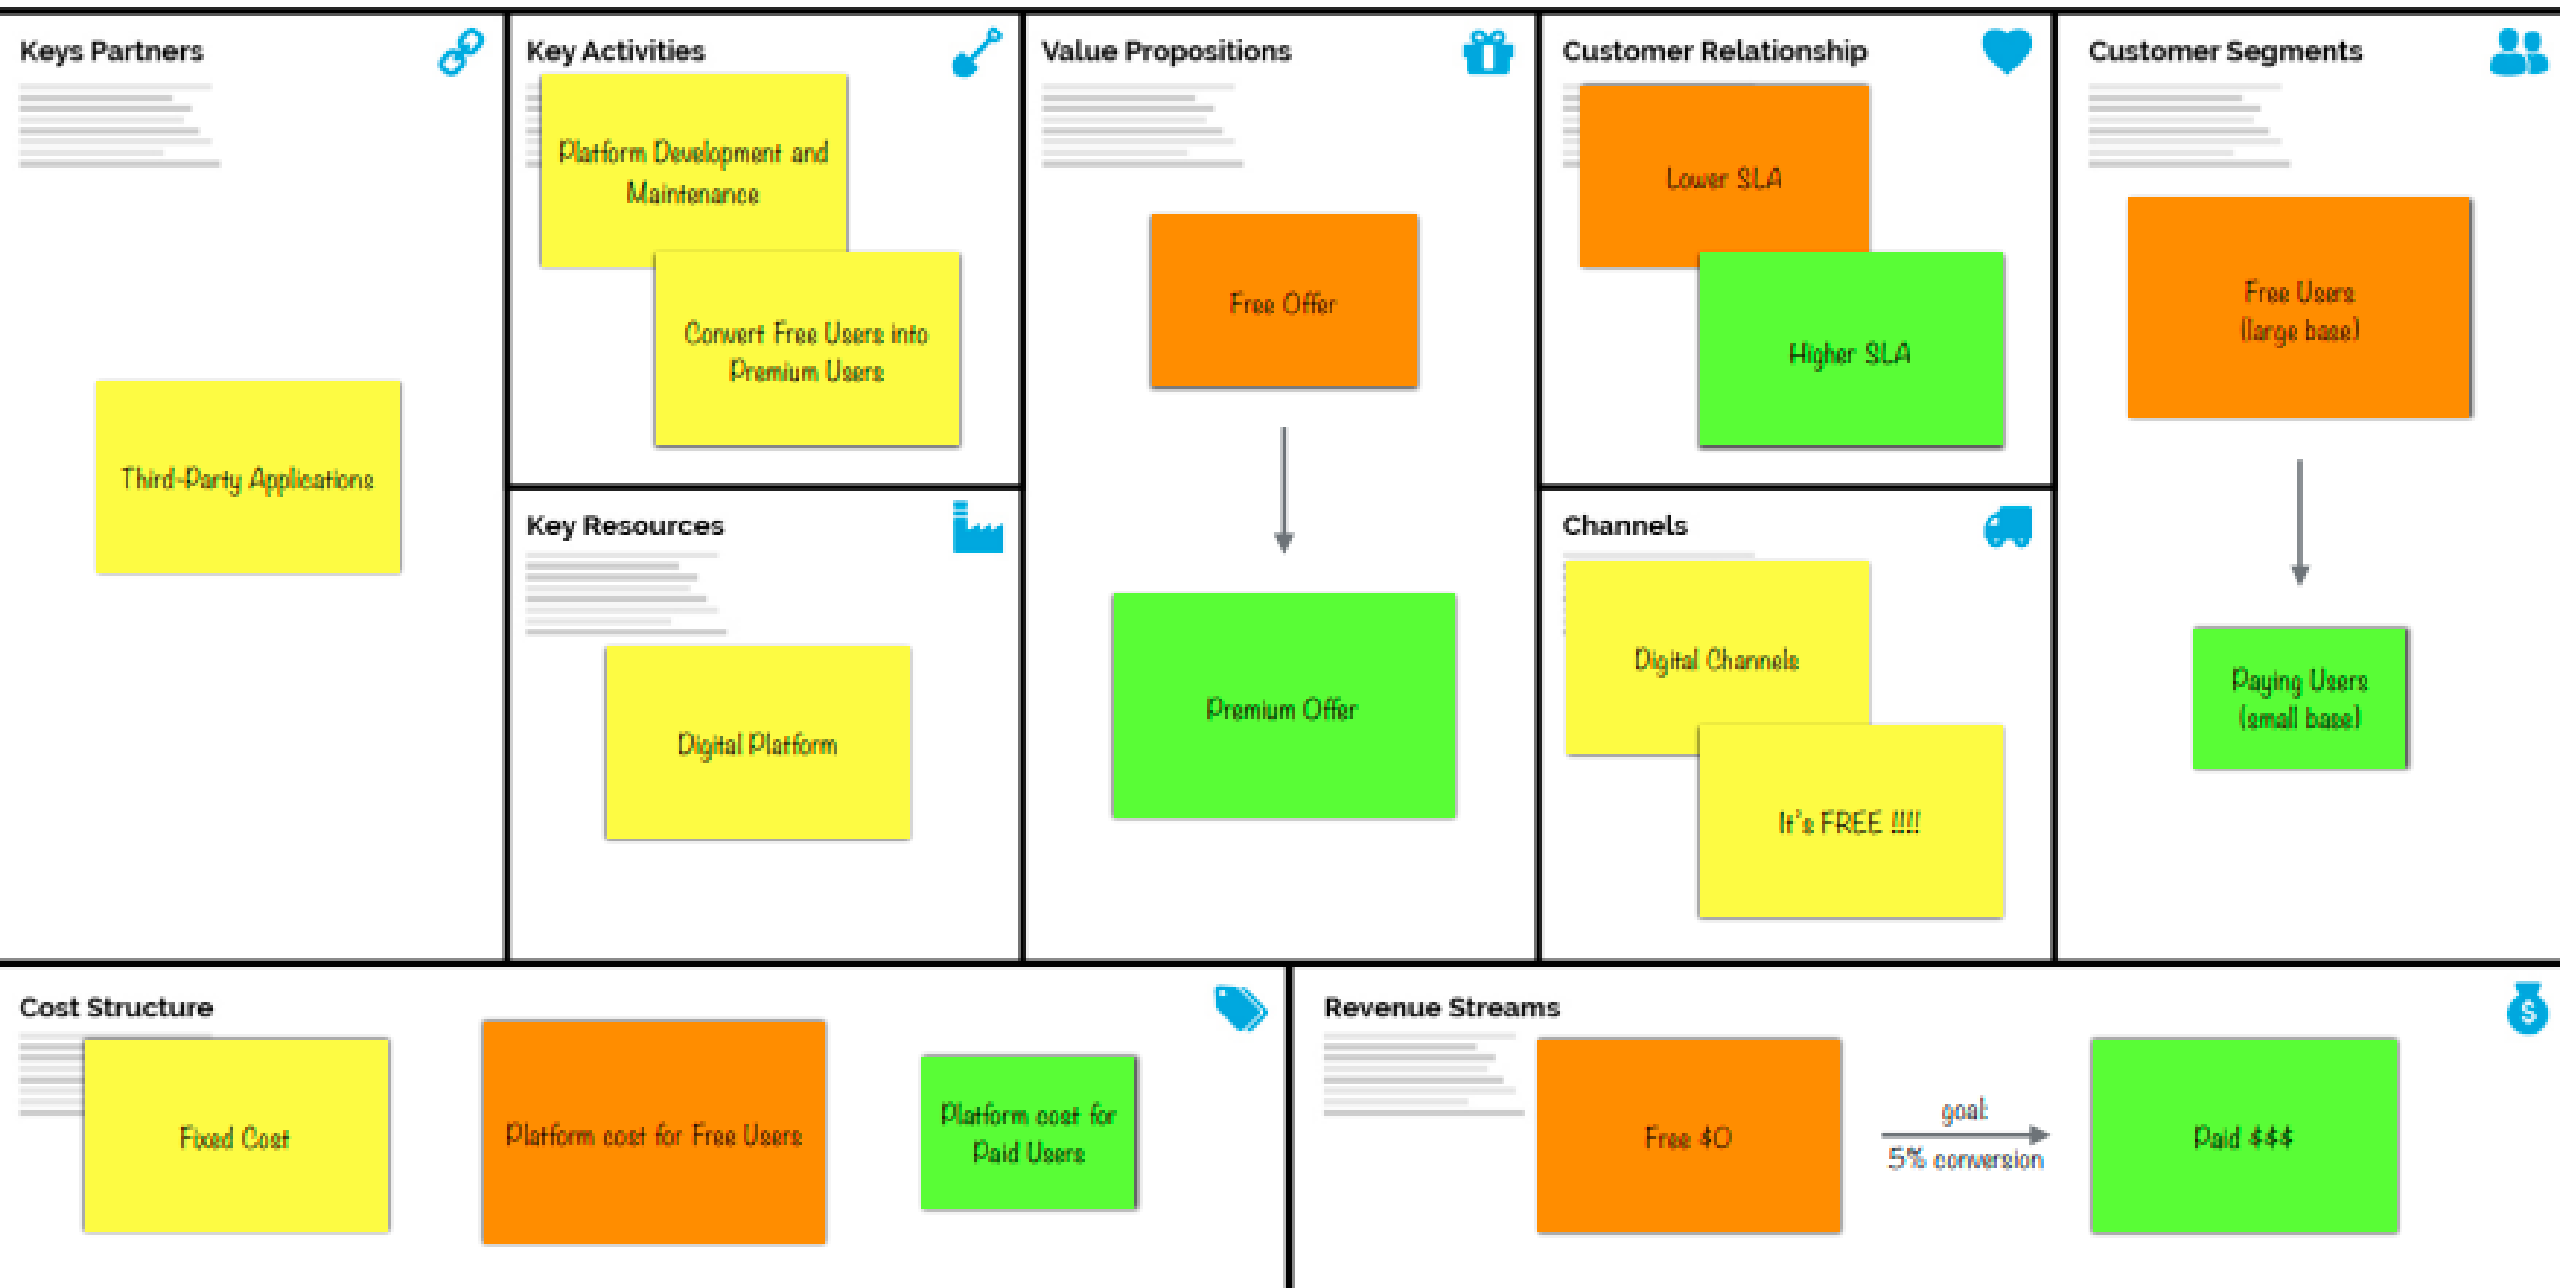 Keys Partners
Third-Party Applications
Key Activities
Platform Development and
Maintenance
Convert Free Users into
Premium Users
Key Resources
Digital Platform
Value Propositions
Free Offer
Premium Offer
Customer Relationship
Lower SLA
Higher SLA
Channels
Digital Channels
It's FREE !!!!
Customer Segments
Free Users
(large base)
Paying Users
(small base)
Cost Structure
Fixed Cost
Platform cost for Free Users
Platform cost for
Paid Users
Revenue Streams
Free $0
goal:
5% conversion
Paid $$$